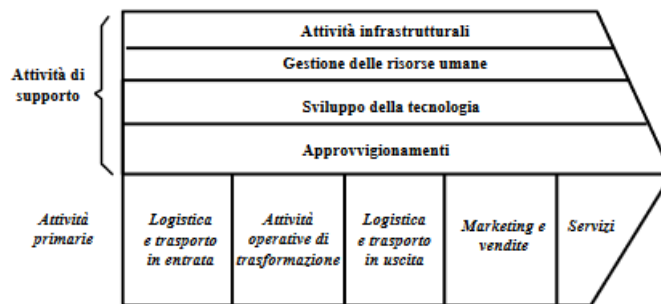 Attività infrastrutturali
Gestione delle risorse umane
Attività di
supporto
Sviluppo della tecnologia
Approvvigionamenti
Attività
primarie
Logistica
e trasporto
in entrata
Attività
operative di
trasformazione
Logistica
e trasporto
in uscita
Marketing e
vendite
Servizi